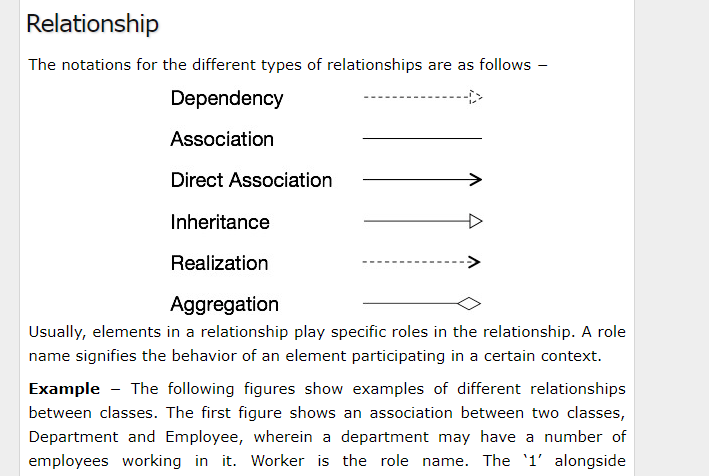 Relationship
The notations for the different types of relationships are as follows −
Dependency
Association
Direct Association
Inheritance
Realization
Aggregation
Usually, elements in a relationship play specific roles in the relationship. A role
name signifies the behavior of an element participating in a certain context.
Example − The following figures show examples of different relationships
between classes. The first figure shows an association between two classes,
Department and Employee, wherein a department may have a number of
employees working in it. Worker is the role name. The ‘1’ alongside